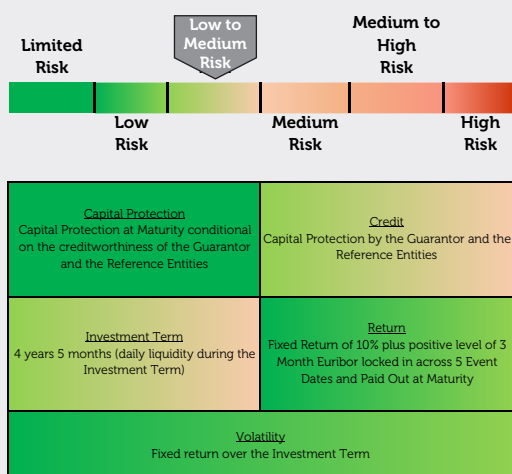 Limited
Risk
Low to
Medium
Risk
Medium to
High
Risk
Low
Risk
Medium
Risk
High
Risk
Capital Protection
Capital Protection at Maturity conditional
on the creditworthiness of the Guarantor
and the Reference Entities
Credit
Capital Protection by the Guarantor and the
Reference Entities
Investment Term
4 years 5 months (daily liquidity during the
Investment Term)
Return
Fixed Return of 10% plus positive level of 3
Month Euribor locked in across 5 Event
Dates and Paid Out at Maturity
Volatility
Fixed return over the Investment Term